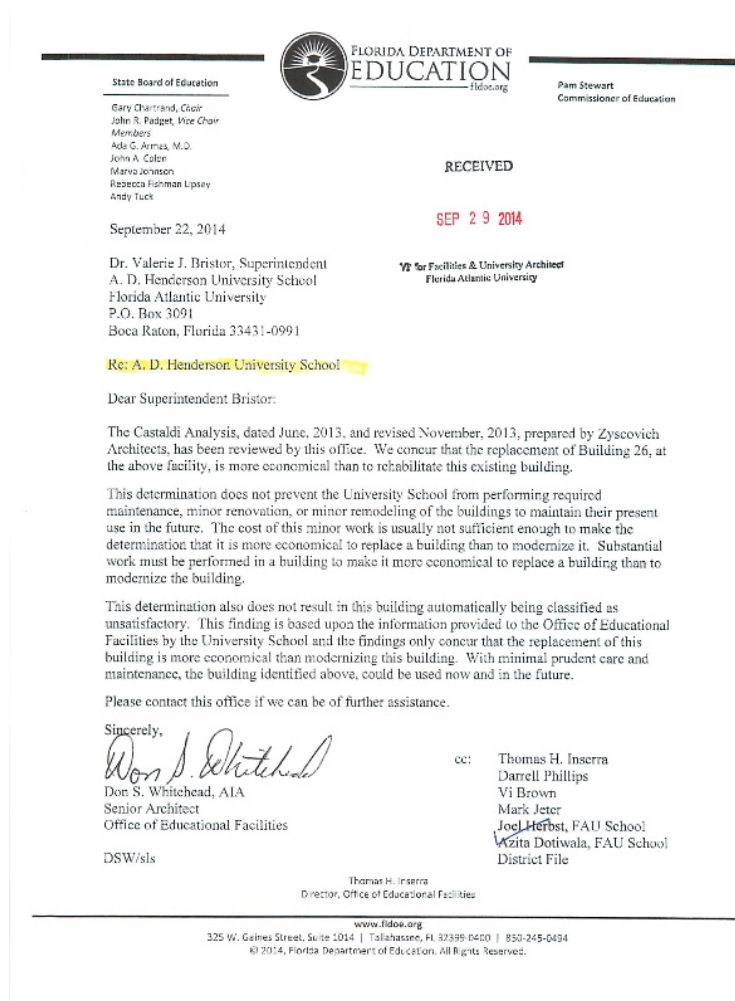 FLORIDA DEPARTMENT OF
EDUCATION
fldoe.org
State Board of Education
Gary Chartrand, Chair
John R. Padget, Vice Chair
Members
Ada G. Armas, M.D.
John A. Colon
Marva Johnson
Rebecca Fishman Lipsey
Andy Tuck
Pam Stewart
Commissioner of Education
RECEIVED
SEP 29 2014
VP for Facilities & University Architect
Florida Atlantic University
September 22, 2014
Dr. Valerie J. Bristor, Superintendent
A. D. Henderson University School
Florida Atlantic University
P.O. Box 3091
Boca Raton, Florida 33431-0991
Re: A. D. Henderson University School
Dear Superintendent Bristor:
The Castaldi Analysis, dated June, 2013, and revised November, 2013, prepared by Zyscovich
Architects, has been reviewed by this office. We concur that the replacement of Building 26, at
the above facility, is more economical than to rehabilitate this existing building.
This determination does not prevent the University School from performing required
maintenance, minor renovation, or minor remodeling of the buildings to maintain their present
use in the future. The cost of this minor work is usually not sufficient enough to make the
determination that it is more economical to replace a building than to modernize it. Substantial
work must be performed in a building to make it more economical to replace a building than to
modernize the building.
This determination also does not result in this building automatically being classified as
unsatisfactory. This finding is based upon the information provided to the Office of Educational
Facilities by the University School and the findings only concur that the replacement of this
building is more economical than modernizing this building. With minimal prudent care and
maintenance, the building identified above, could be used now and in the future.
Please contact this office if we can be of further assistance.
Sincerely,
Don S. Whitehead
Don S. Whitehead, AIA
Senior Architect
Office of Educational Facilities
DSW/sls
cc: Thomas H. Inserra
Darrell Phillips
Vi Brown
Mark Jeter
Joel Herbst, FAU School
Azita Dotiwala, FAU School
District File
Thomas H. Inserra
Director, Office of Educational Facilities
www.fldoe.org
325 W. Gaines Street, Suite 1014 | Tallahassee, FL 32399-0400 | 850-245-0494
© 2014, Florida Department of Education. All Rights Reserved.